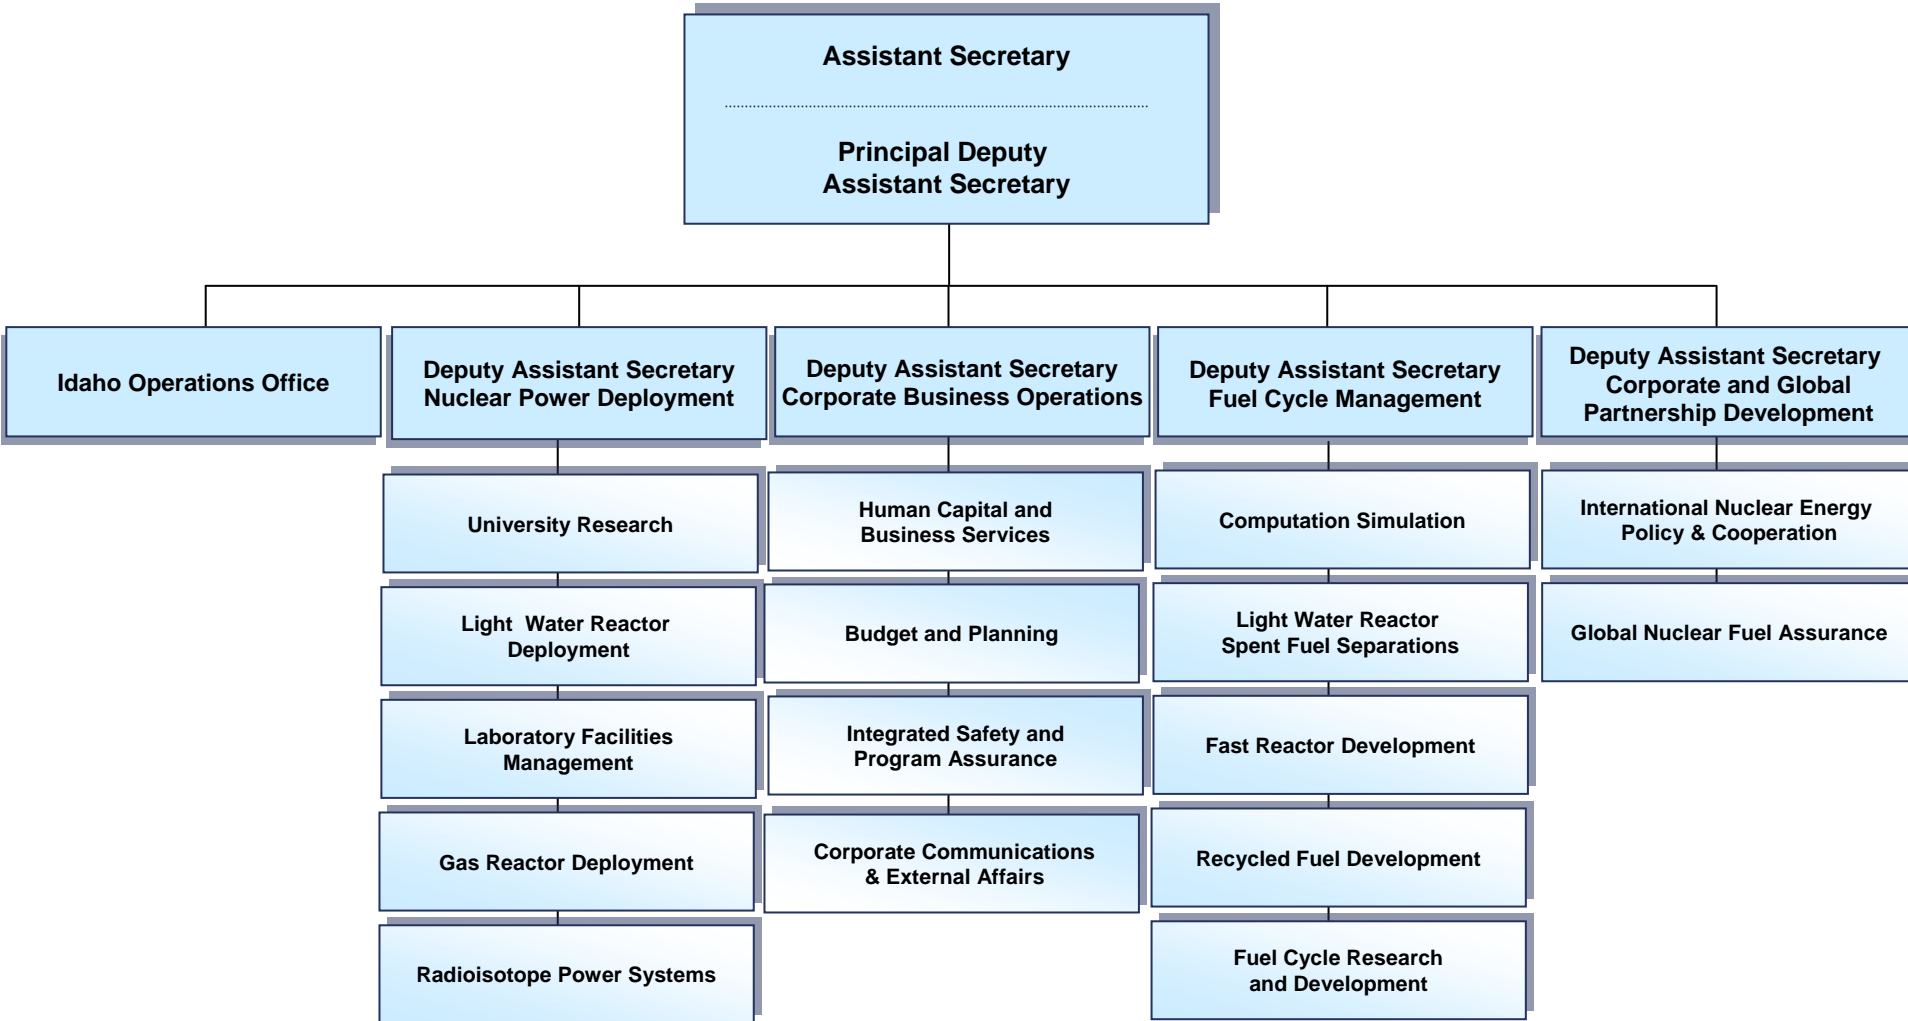 Assistant Secretary
Principal Deputy
Assistant Secretary
Idaho Operations Office
Deputy Assistant Secretary
Nuclear Power Deployment
Deputy Assistant Secretary
Corporate Business Operations
Deputy Assistant Secretary
Fuel Cycle Management
Deputy Assistant Secretary
Corporate and Global
Partnership Development
University Research
Light  Water Reactor
Deployment
Laboratory Facilities
Management
Gas Reactor Deployment
Radioisotope Power Systems
Human Capital and
Business Services
Budget and Planning
Integrated Safety and
Program Assurance
Corporate Communications
& External Affairs
Computation Simulation
Light Water Reactor
Spent Fuel Separations
Fast Reactor Development
Recycled Fuel Development
Fuel Cycle Research
and Development
International Nuclear Energy
Policy & Cooperation
Global Nuclear Fuel Assurance